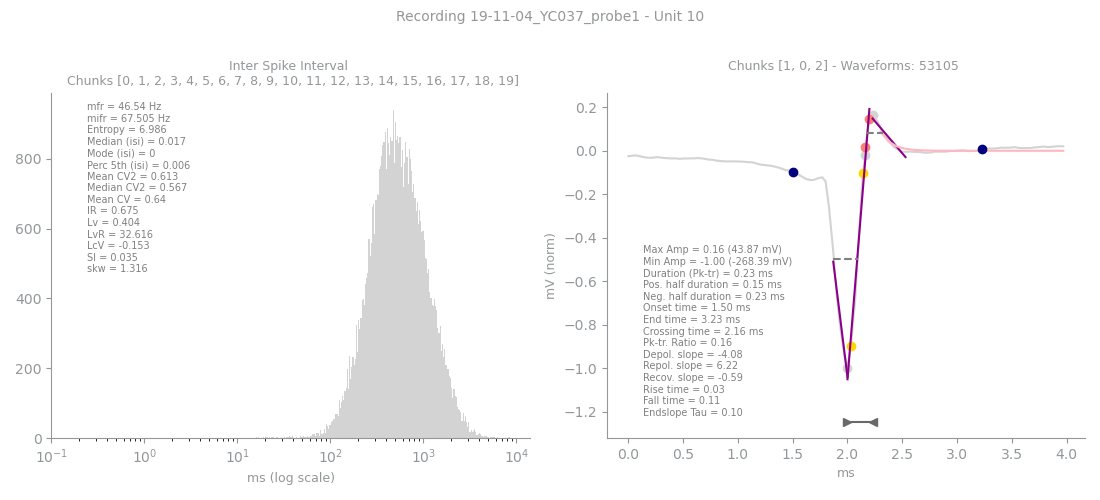 Recording 19-11-04_YC037_probe1 - Unit 10
Inter Spike Interval
Chunks [0, 1, 2, 3, 4, 5, 6, 7, 8, 9, 10, 11, 12, 13, 14, 15, 16, 17, 18, 19]
mfr = 46.54 Hz
mifr = 67.505 Hz
Entropy = 6.986
Median (isi) = 0.017
Mode (isi) = 0
Perc 5th (isi) = 0.006
Mean CV2 = 0.613
Median CV2 = 0.567
Mean CV = 0.64
IR = 0.675
Lv = 0.404
LvR = 32.616
LcV = -0.153
SI = 0.035
skw = 1.316
800
600
400
200
0
10⁻¹ 10⁰ 10¹ 10² 10³ 10⁴
ms (log scale)
Chunks [1, 0, 2] - Waveforms: 53105
mV (norm)
0.2
0.0
−0.2
−0.4
−0.6
−0.8
−1.0
−1.2
Max Amp = 0.16 (43.87 mV)
Min Amp = -1.00 (-268.39 mV)
Duration (Pk-tr) = 0.23 ms
Pos. half duration = 0.15 ms
Neg. half duration = 0.23 ms
Onset time = 1.50 ms
End time = 3.23 ms
Crossing time = 2.16 ms
Pk-tr. Ratio = 0.16
Depol. slope = -4.08
Repol. slope = 6.22
Recov. slope = -0.59
Rise time = 0.03
Fall time = 0.11
Endslope Tau = 0.10
0.0 0.5 1.0 1.5 2.0 2.5 3.0 3.5 4.0
ms